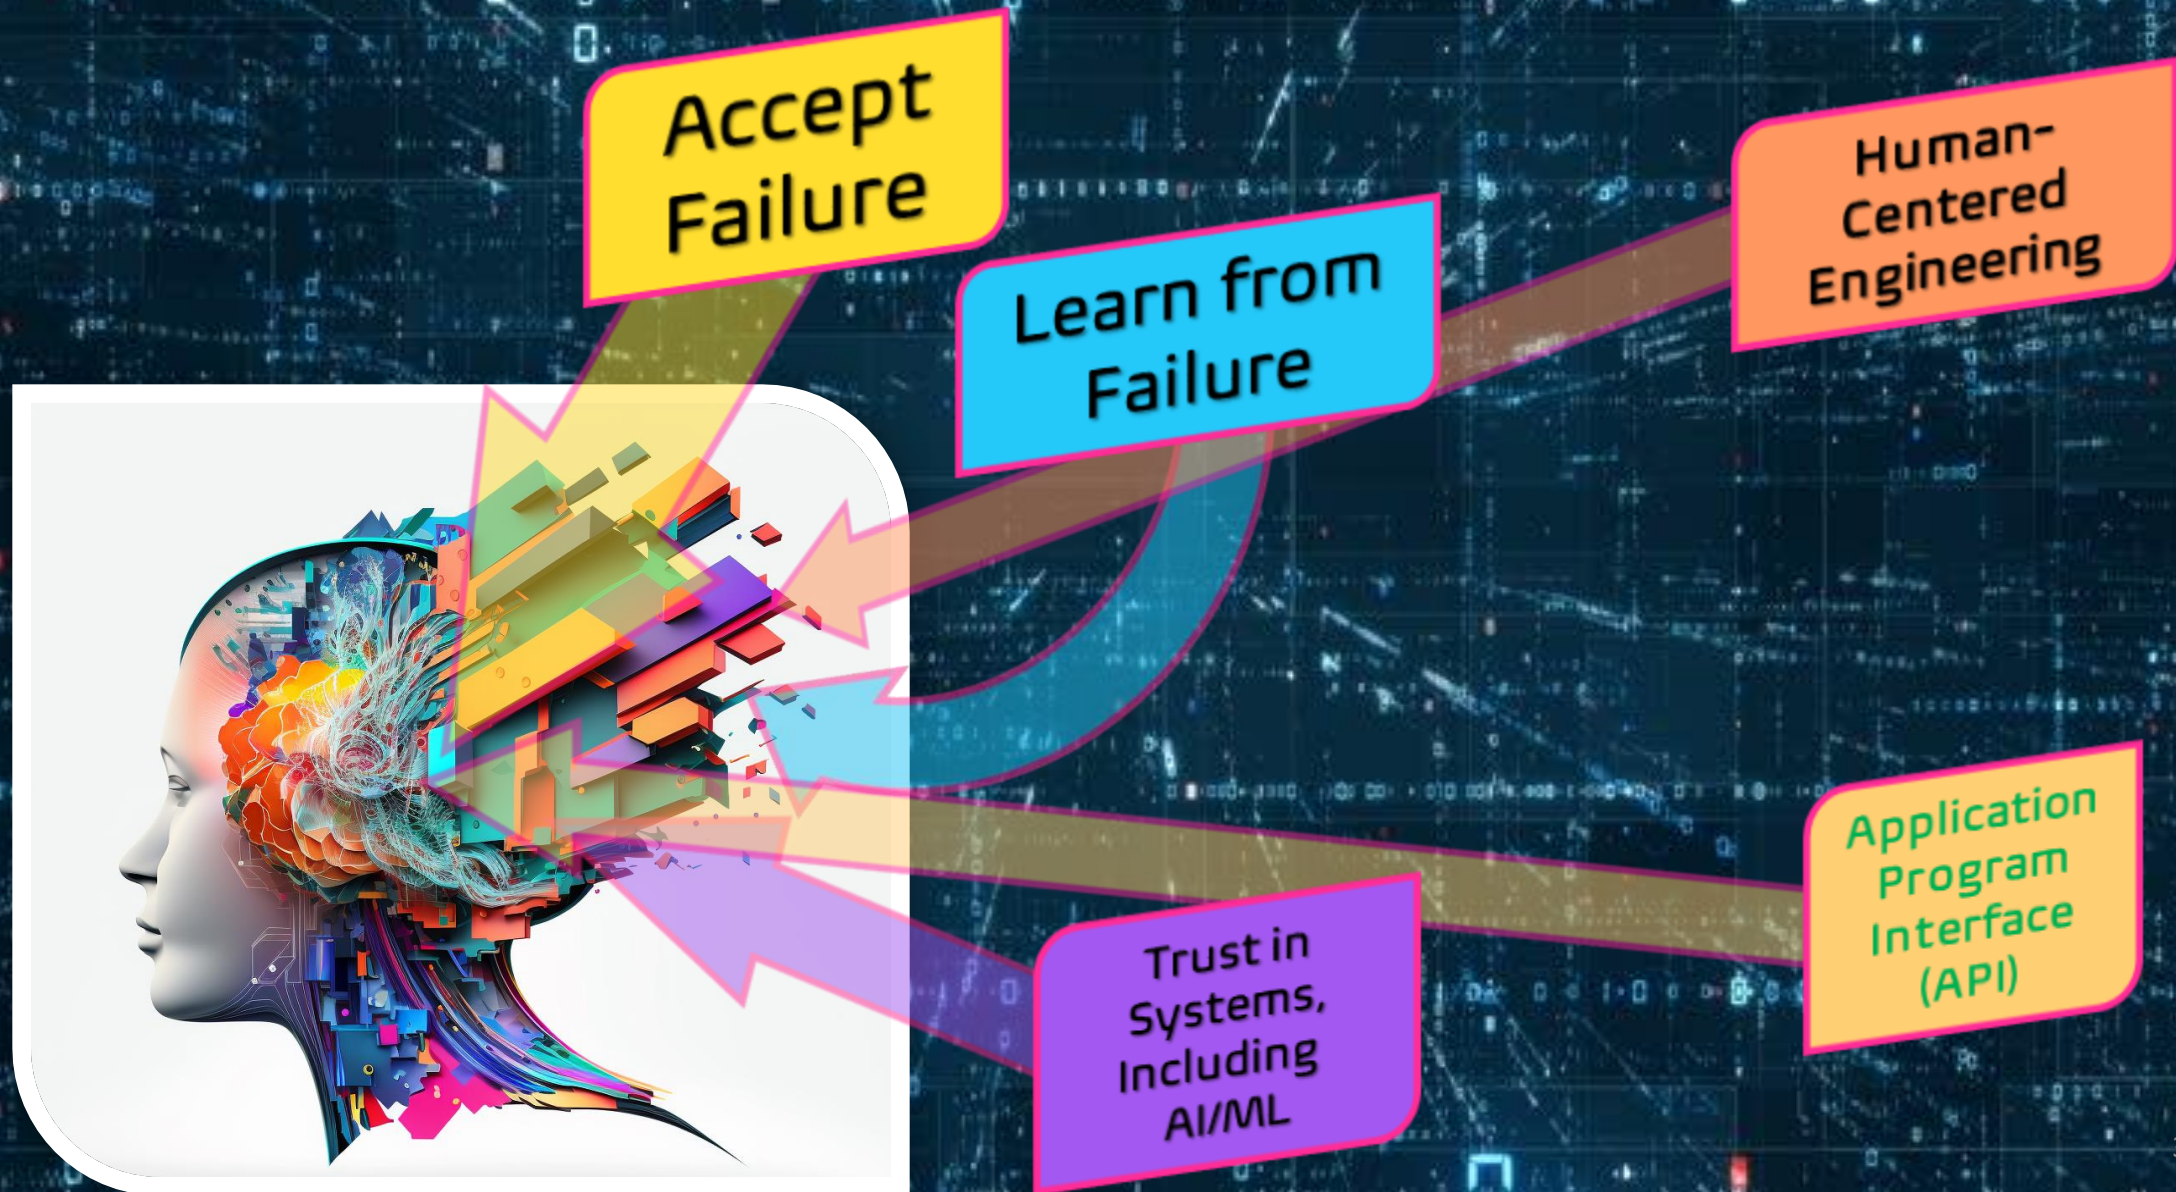 Accept
Failure
Learn from
Failure
Human-
Centered
Engineering
Application
Program
Interface
(API)
Trust in
Systems,
Including
AI/ML